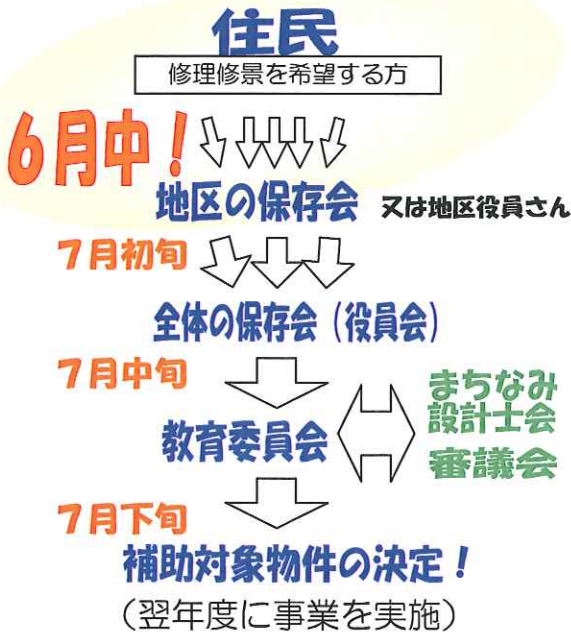 住民
修理修景を希望する方
6月中!
地区の保存会 又は地区役員さん
7月初旬
全体の保存会(役員会)
7月中旬
教育委員会
まちなみ
設計士会
審議会
7月下旬
補助対象物件の決定!
(翌年度に事業を実施)